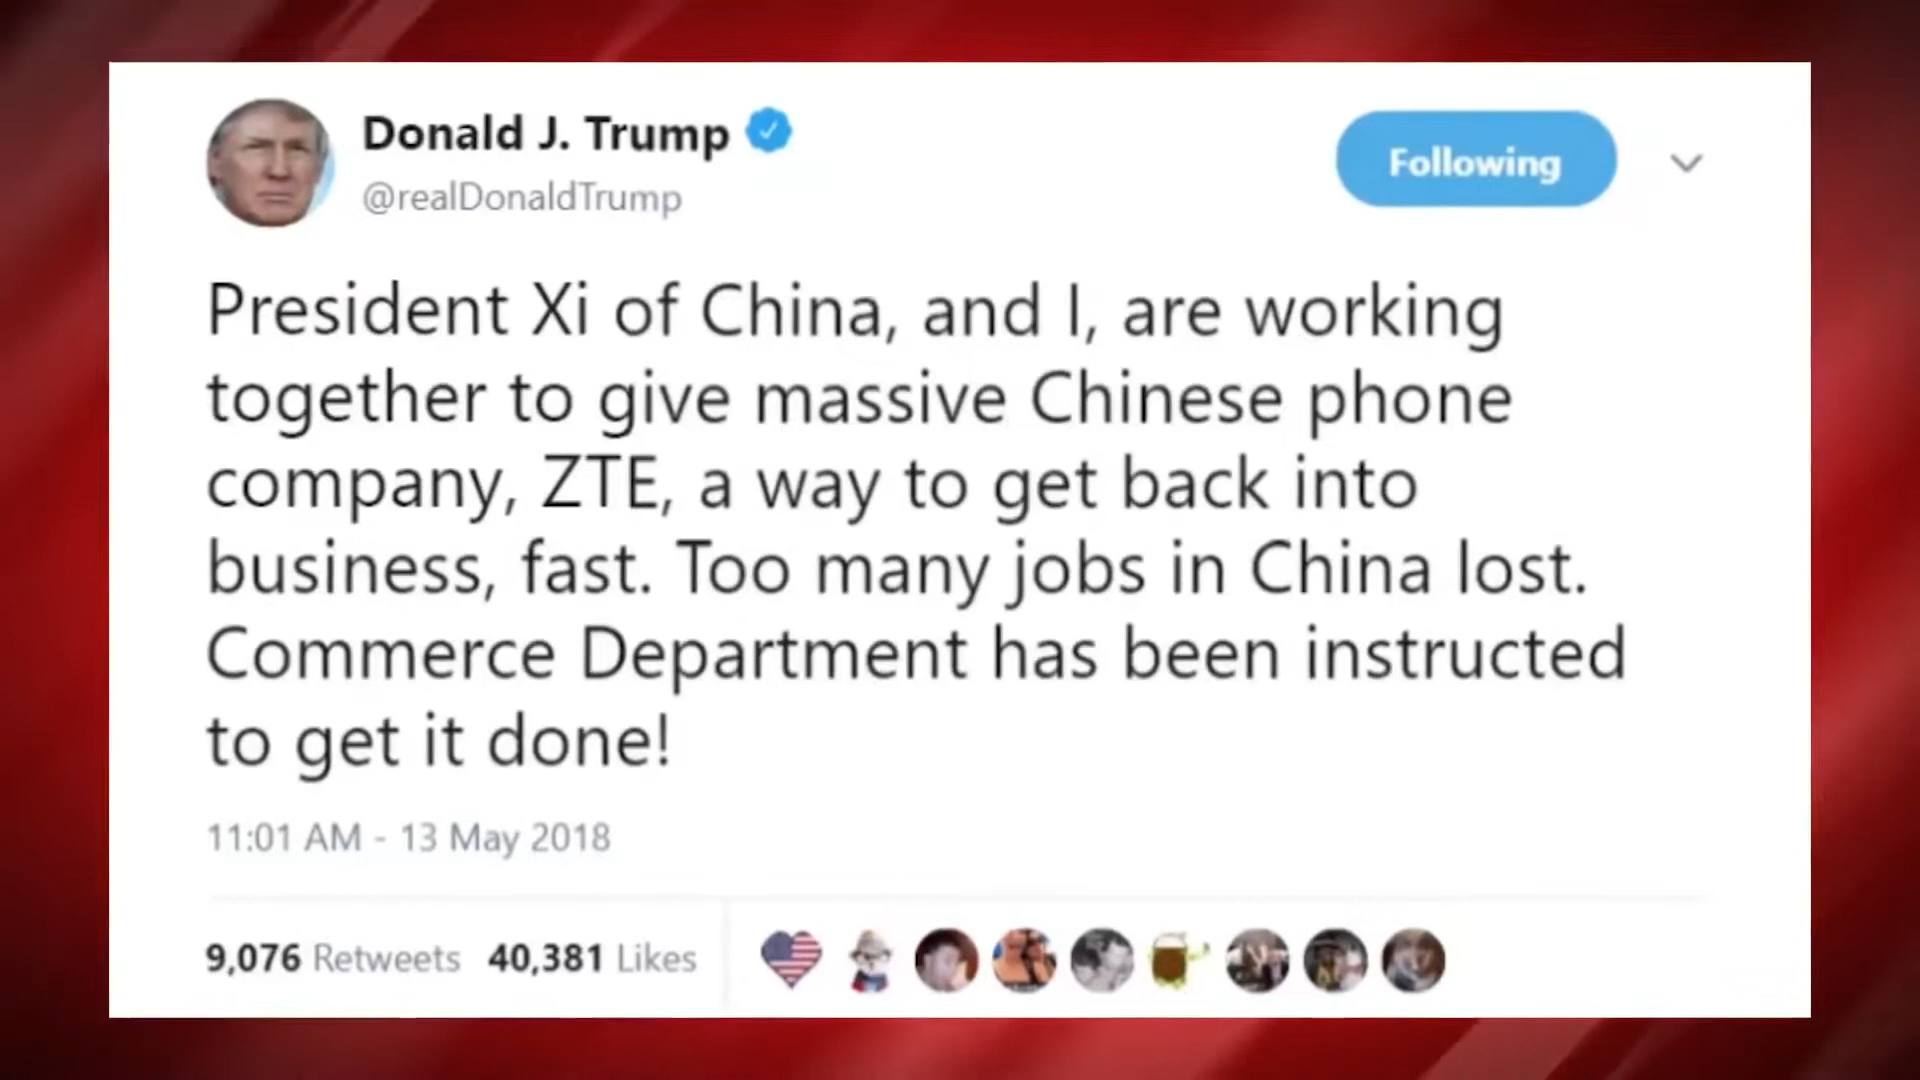 Donald J. Trump
@realDonaldTrump
Following
President Xi of China, and I, are working
together to give massive Chinese phone
company, ZTE, a way to get back into
business, fast. Too many jobs in China lost.
Commerce Department has been instructed
to get it done!
11:01 AM - 13 May 2018
9,076 Retweets 40,381 Likes